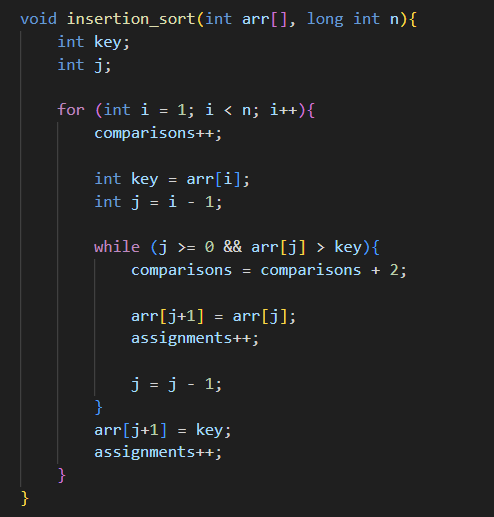 void insertion_sort(int arr[], long int n){
    int key;
    int j;

    for (int i = 1; i < n; i++){
        comparisons++;

        int key = arr[i];
        int j = i - 1;

        while (j >= 0 && arr[j] > key){
            comparisons = comparisons + 2;

            arr[j+1] = arr[j];
            assignments++;

            j = j - 1;
        }
        arr[j+1] = key;
        assignments++;
    }
}